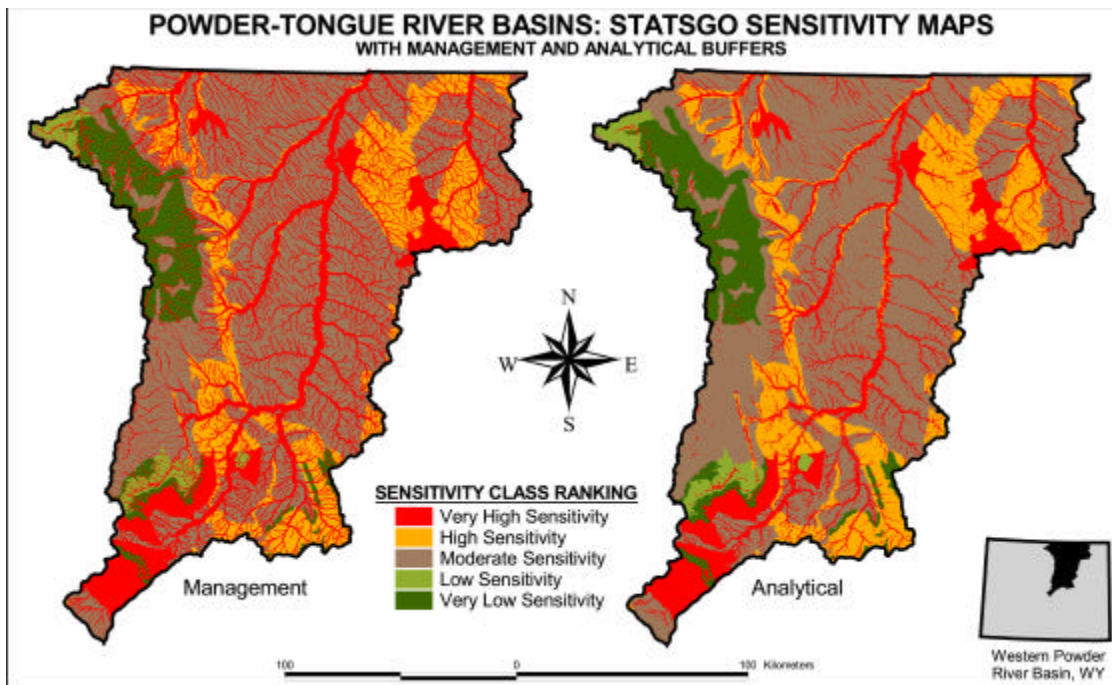 POWDER-TONGUE RIVER BASINS: STATSGO SENSITIVITY MAPS
WITH MANAGEMENT AND ANALYTICAL BUFFERS
N
W E
S
SENSITIVITY CLASS RANKING
Very High Sensitivity
High Sensitivity
Moderate Sensitivity
Low Sensitivity
Very Low Sensitivity
Management
Analytical
100 0 100 Kilometers
Western Powder
River Basin, WY